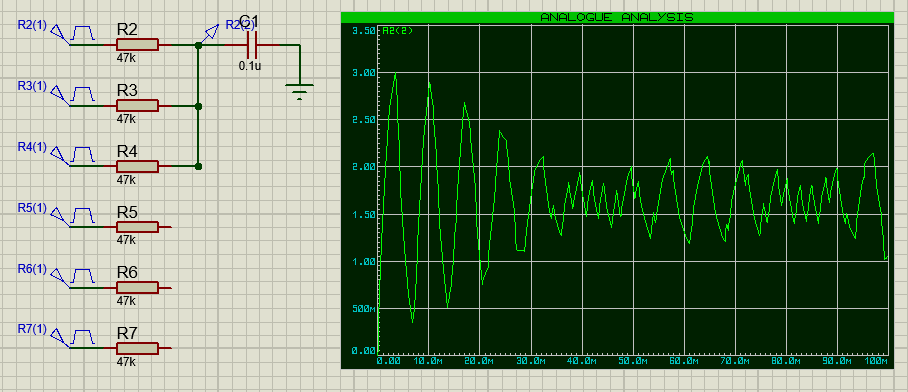 R2(1)
R2
47k
R2(2)
C1
0.1u
R3(1)
R3
47k
R4(1)
R4
47k
R5(1)
R5
47k
R6(1)
R6
47k
R7(1)
R7
47k
ANALOGUE ANALYSIS
3.50
R2(2)
3.00
2.50
2.00
1.50
1.00
500m
0.00
0.00 10.0m 20.0m 30.0m 40.0m 50.0m 60.0m 70.0m 80.0m 90.0m 100m